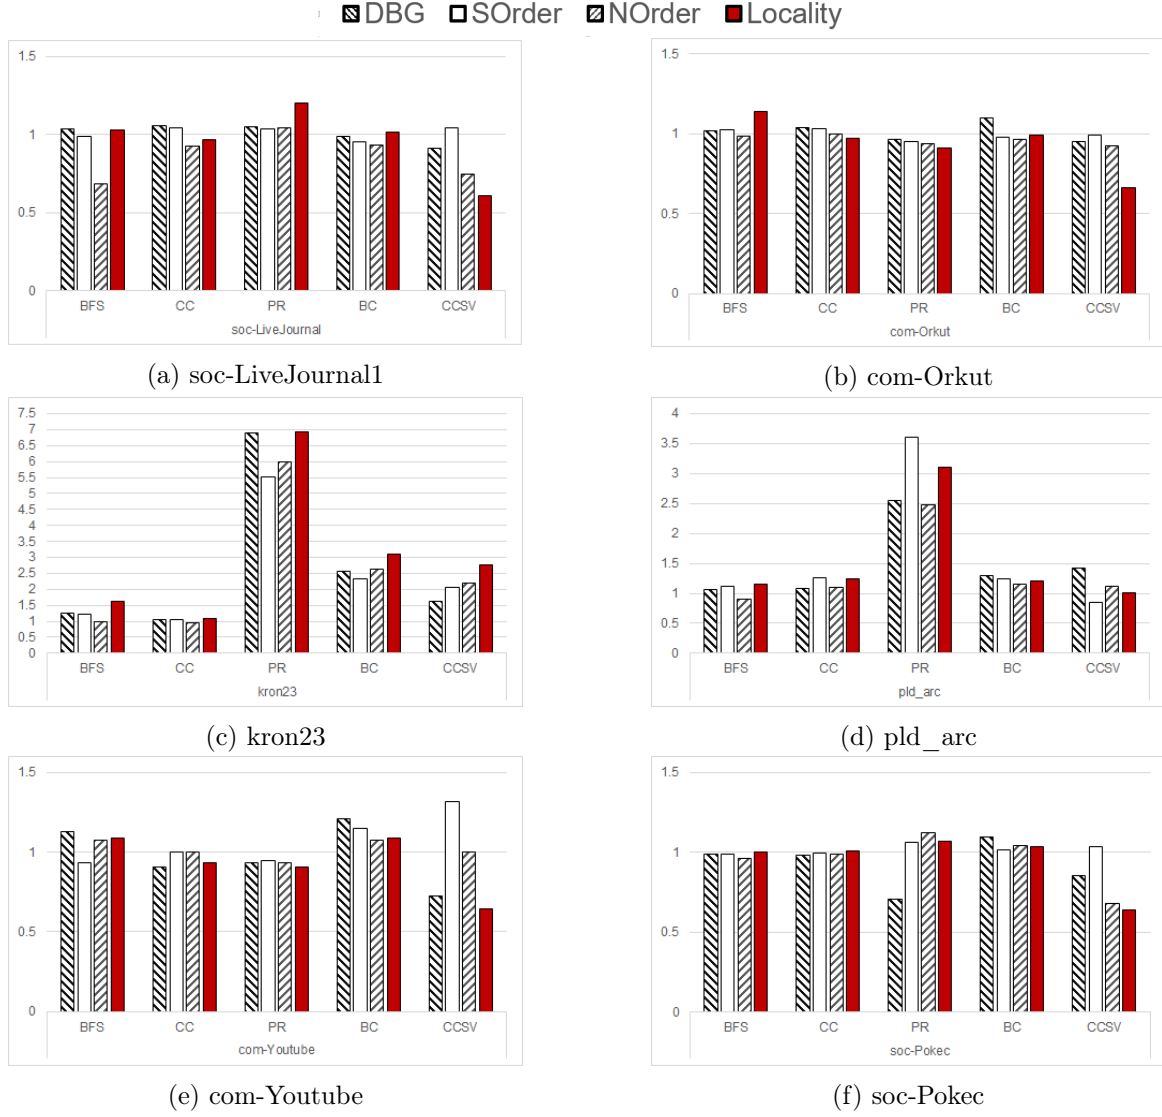 DBG SOrder NOrder Locality
1.5
1
0.5
0
BFS CC PR BC CCSV
soc-LiveJournal
(a) soc-LiveJournal1
1.5
1
0.5
0
BFS CC PR BC CCSV
com-Orkut
(b) com-Orkut
7.5
7
6.5
6
5.5
5
4.5
4
3.5
3
2.5
2
1.5
1
0.5
0
BFS CC PR BC CCSV
kron23
(c) kron23
4
3.5
3
2.5
2
1.5
1
0.5
0
BFS CC PR BC CCSV
pld_arc
(d) pld_arc
1.5
1
0.5
0
BFS CC PR BC CCSV
com-Youtube
(e) com-Youtube
1.5
1
0.5
0
BFS CC PR BC CCSV
soc-Pokec
(f) soc-Pokec